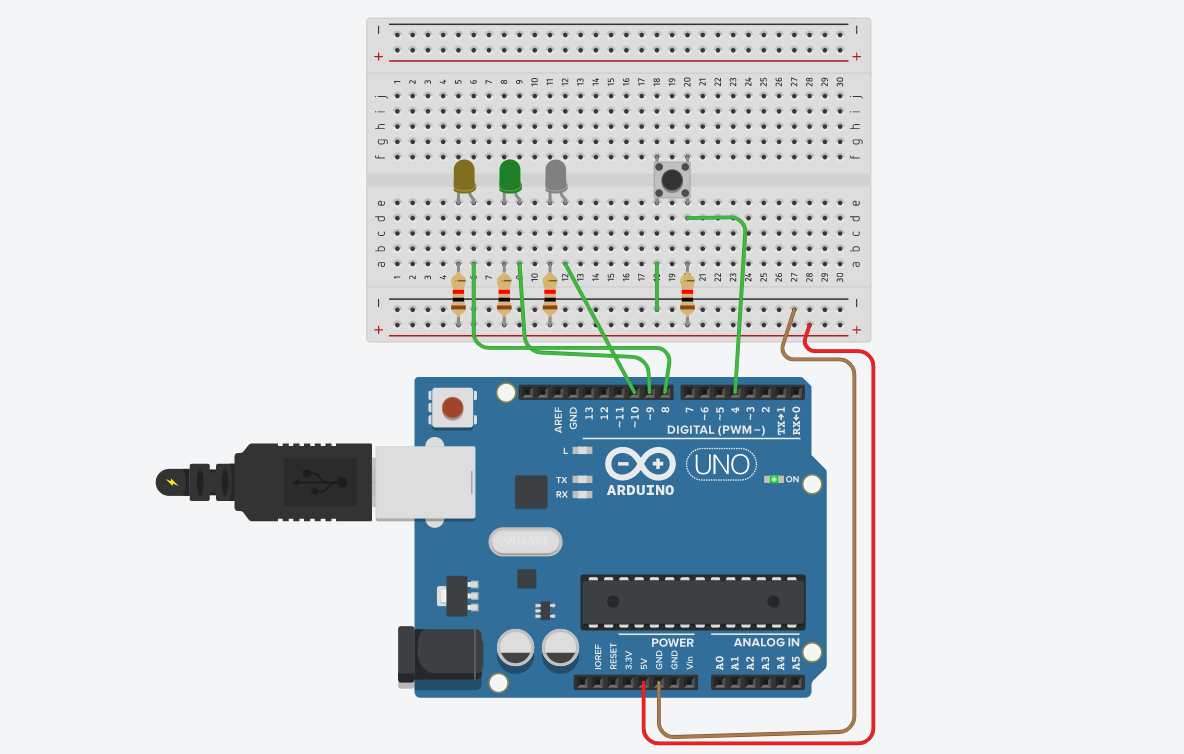 − −
+ +
1 2 3 4 5 6 7 8 9 10 11 12 13 14 15 16 17 18 19 20 21 22 23 24 25 26 27 28 29 30
j j
i i
h h
g g
f f
e e
d d
c c
b b
a a
1 2 3 4 5 6 7 8 9 10 11 12 13 14 15 16 17 18 19 20 21 22 23 24 25 26 27 28 29 30
− −
+ +
AREF GND 13 12 ~11 ~10 ~9 8 7 ~6 ~5 4 ~3 2 TX→1 RX←0
DIGITAL (PWM ~)
L
UNO
TX
RX
ARDUINO
ON
POWER
ANALOG IN
IOREF RESET 3.3V 5V GND GND Vin A0 A1 A2 A3 A4 A5